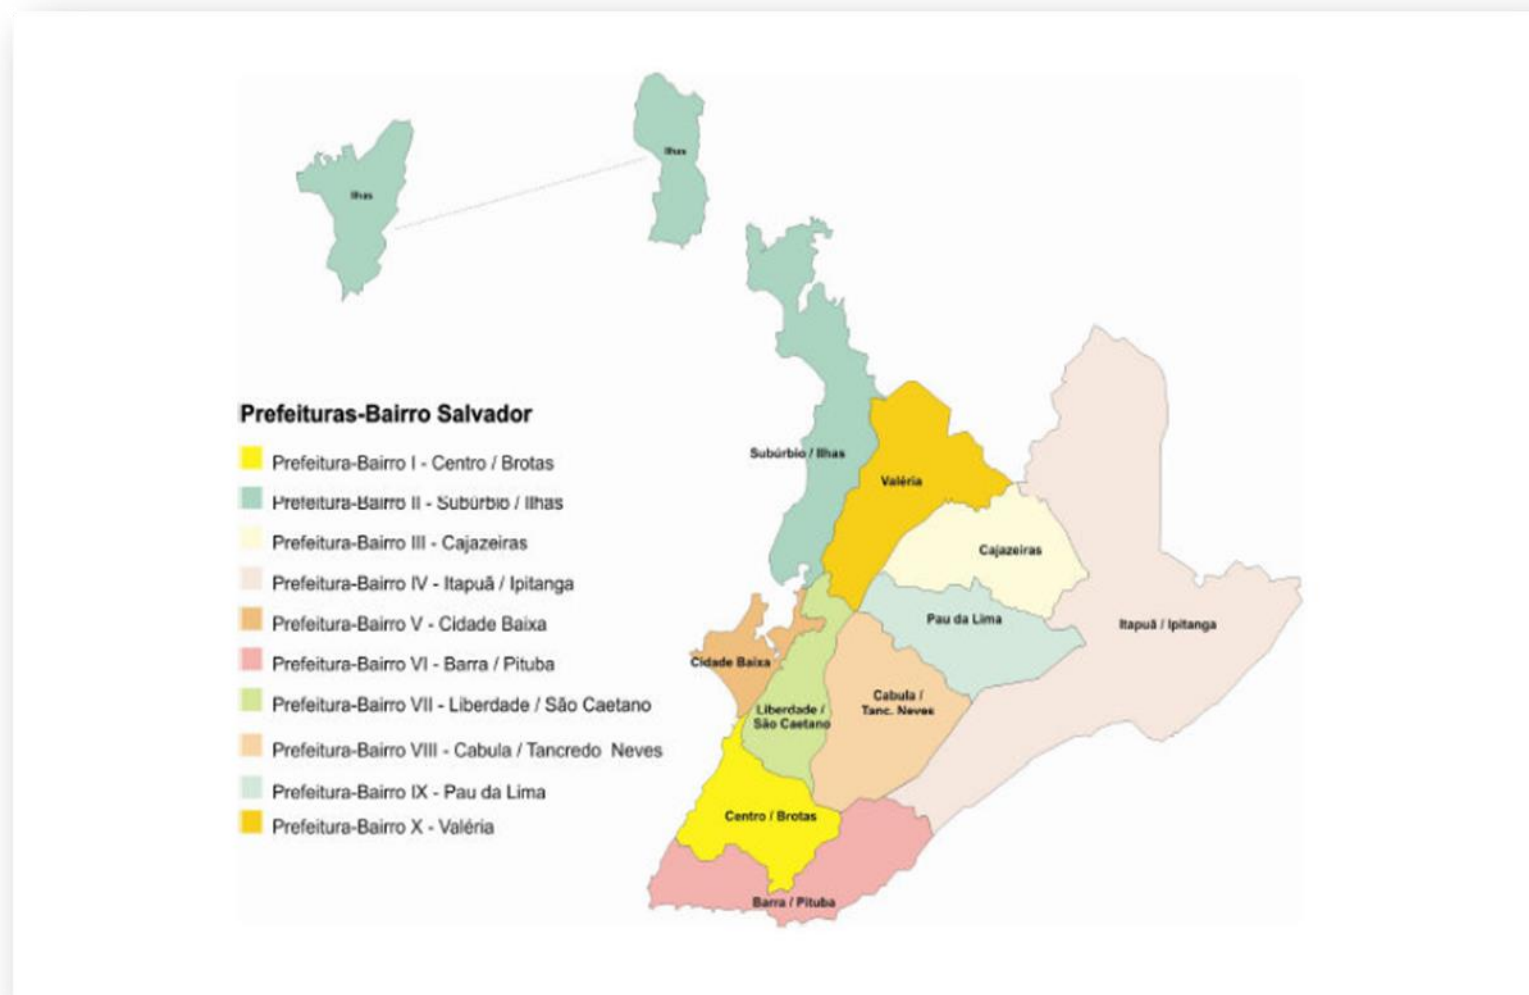 Ilhas
Ilhas
Prefeituras-Bairro Salvador
Prefeitura-Bairro I - Centro / Brotas
Prefeitura-Bairro II - Subúrbio / Ilhas
Prefeitura-Bairro III - Cajazeiras
Prefeitura-Bairro IV - Itapuã / Ipitanga
Prefeitura-Bairro V - Cidade Baixa
Prefeitura-Bairro VI - Barra / Pituba
Prefeitura-Bairro VII - Liberdade / São Caetano
Prefeitura-Bairro VIII - Cabula / Tancredo Neves
Prefeitura-Bairro IX - Pau da Lima
Prefeitura-Bairro X - Valéria
Subúrbio / Ilhas
Valéria
Cajazeiras
Pau da Lima
Itapuã / Ipitanga
Cidade Baixa
Cabula /
Tanc. Neves
Liberdade /
São Caetano
Centro / Brotas
Barra / Pituba